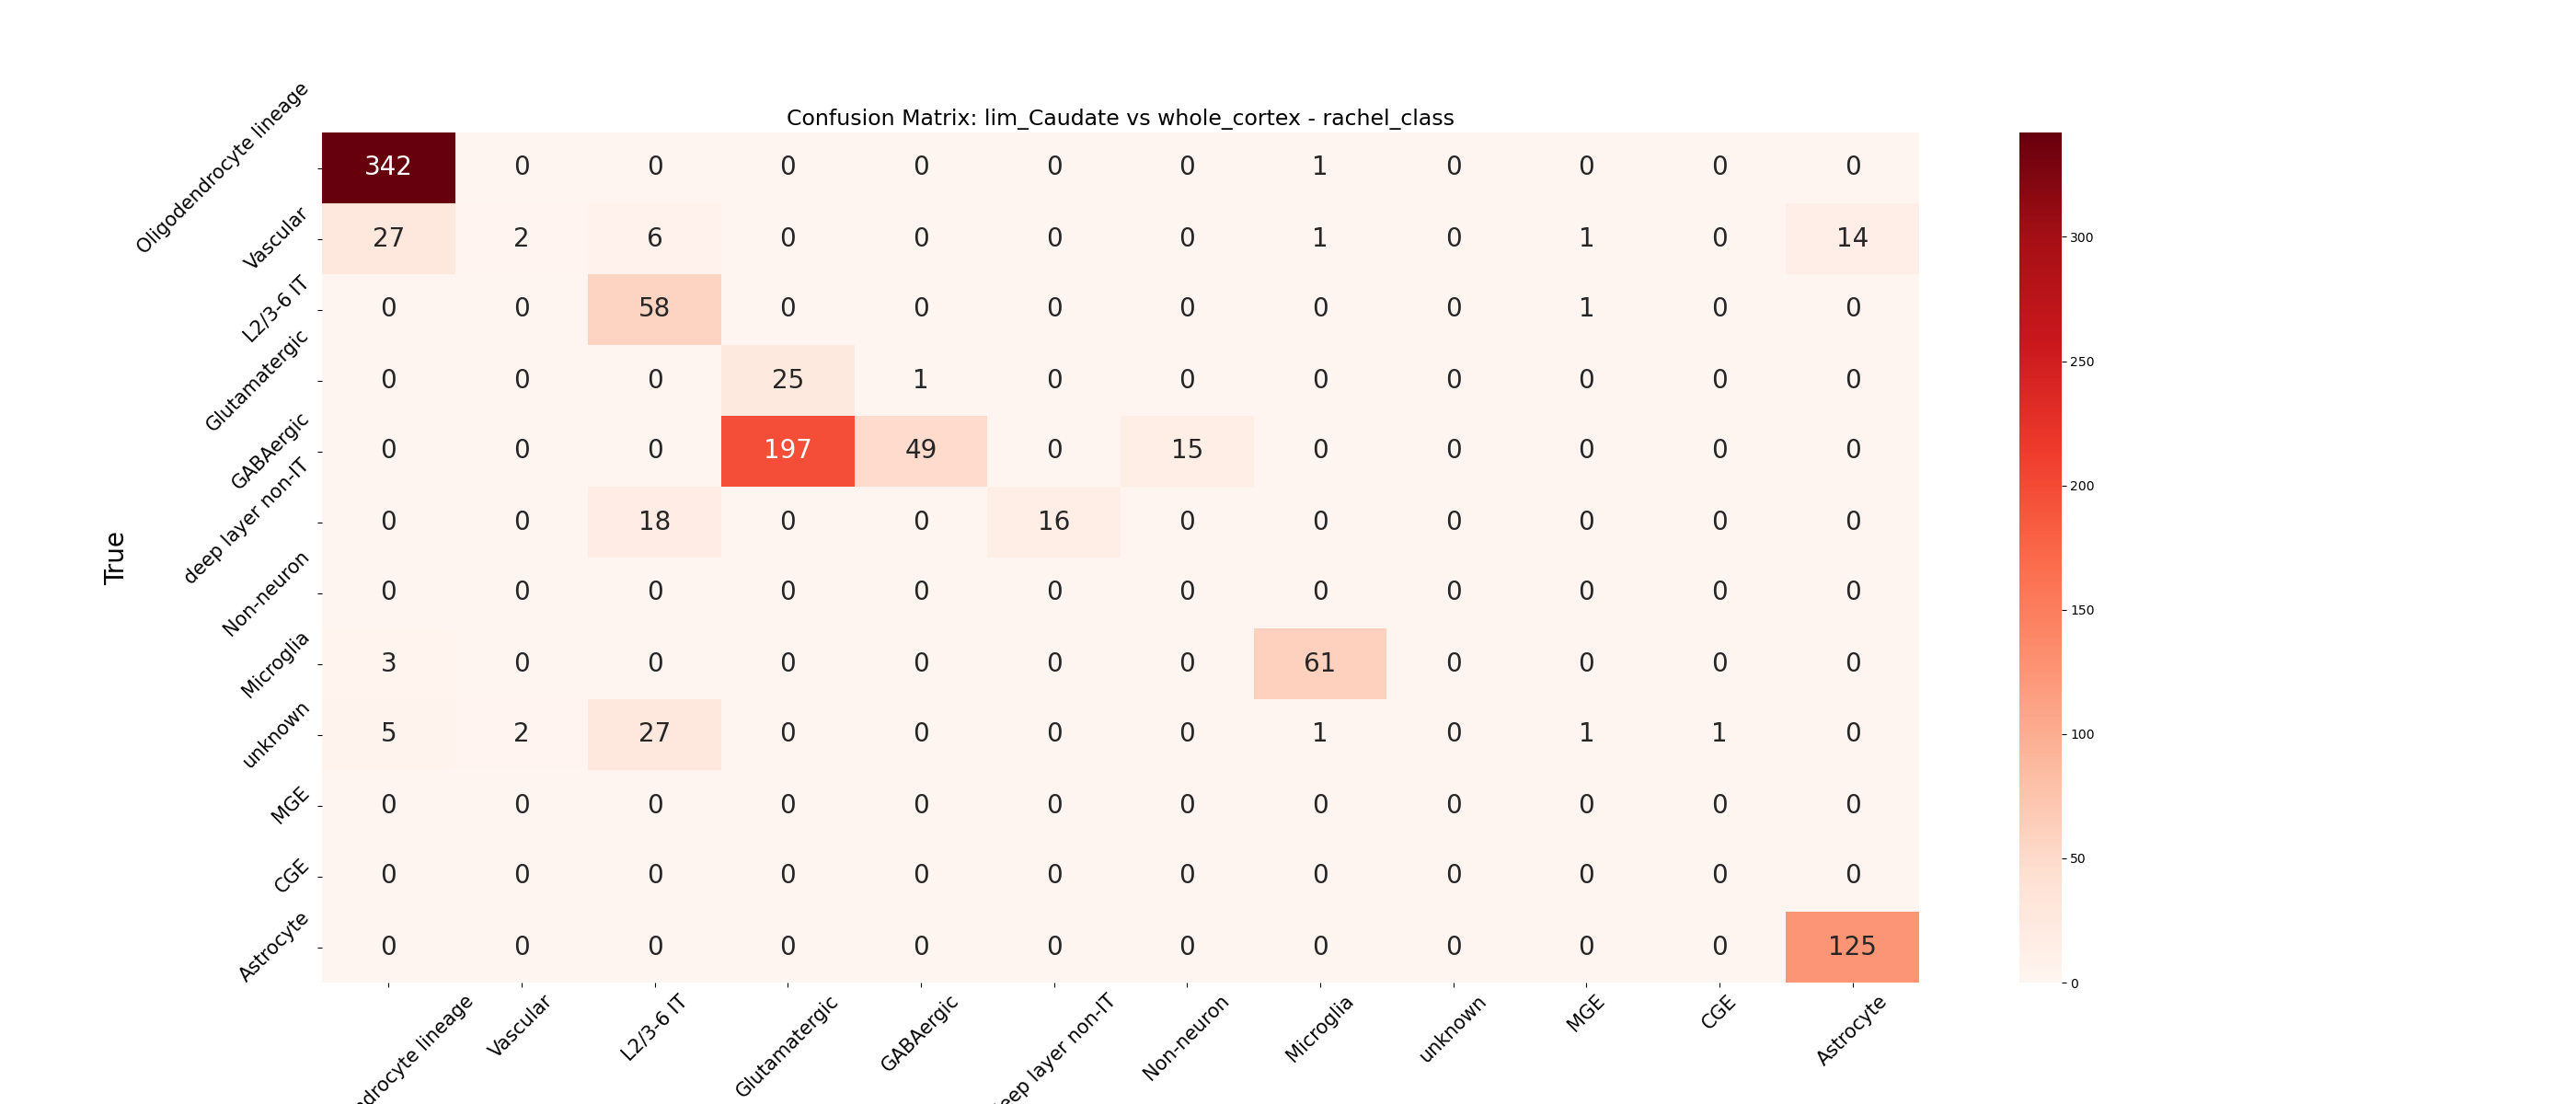 Confusion Matrix: lim_Caudate vs whole_cortex - rachel_class
True
Oligodendrocyte lineage 342 0 0 0 0 0 0 1 0 0 0 0
Vascular 27 2 6 0 0 0 0 1 0 1 0 14
L2/3-6 IT 0 0 58 0 0 0 0 0 0 1 0 0
Glutamatergic 0 0 0 25 1 0 0 0 0 0 0 0
GABAergic 0 0 0 197 49 0 15 0 0 0 0 0
deep layer non-IT 0 0 18 0 0 16 0 0 0 0 0 0
Non-neuron 0 0 0 0 0 0 0 0 0 0 0 0
Microglia 3 0 0 0 0 0 0 61 0 0 0 0
unknown 5 2 27 0 0 0 0 1 0 1 1 0
MGE 0 0 0 0 0 0 0 0 0 0 0 0
CGE 0 0 0 0 0 0 0 0 0 0 0 0
Astrocyte 0 0 0 0 0 0 0 0 0 0 0 125
lineage Vascular L2/3-6 IT Glutamatergic GABAergic layer non-IT Non-neuron Microglia unknown MGE CGE Astrocyte
300
250
200
150
100
50
0